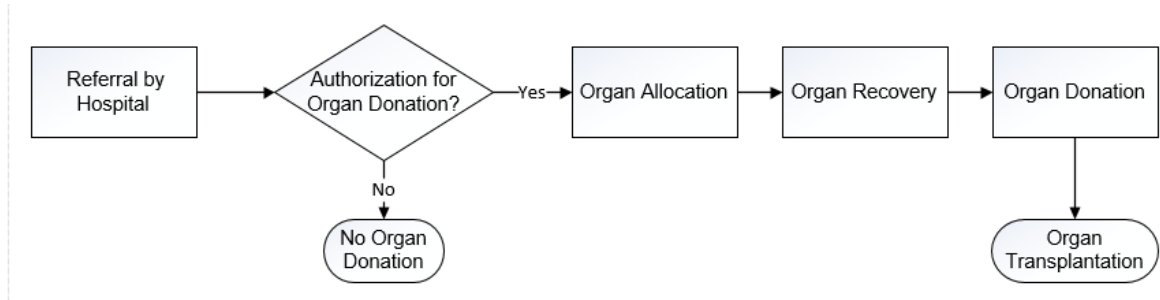 Referral by
Hospital
Authorization for
Organ Donation?
Yes
Organ Allocation
Organ Recovery
Organ Donation
No
No Organ
Donation
Organ
Transplantation